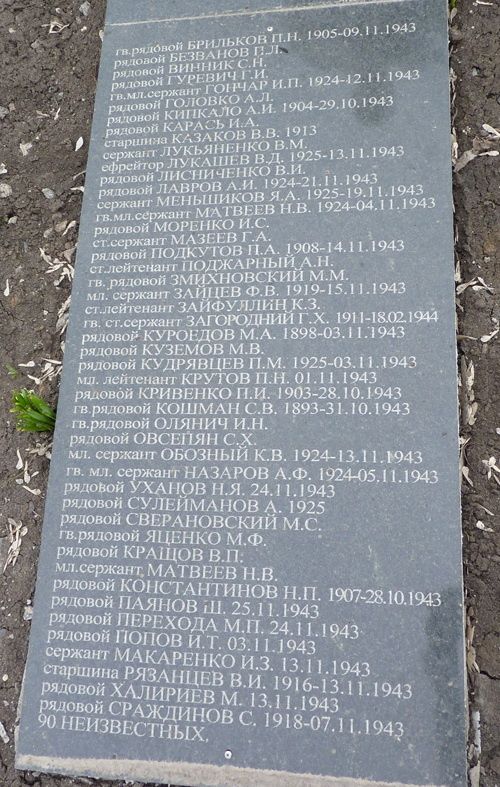 гв.рядовой БРИЛЬКОВ П.Н. 1905-09.11.1943
рядовой БЕЗВАНОВ П.Л.
рядовой ВИННИК С.Н.
рядовой ГУРЕВИЧ Г.И.
гв.мл.сержант ГОНЧАР И.П. 1924-12.11.1943
рядовой ГОЛОВКО А.Л.
рядовой КИПКАЛО А.И. 1904-29.10.1943
рядовой КАРАСЬ И.А.
старшина КАЗАКОВ В.В. 1913
сержант ЛУКЬЯНЕНКО В.М.
ефрейтор ЛУКАШЕВ В.Д. 1925-13.11.1943
рядовой ЛИСНИЧЕНКО В.И.
рядовой ЛАВРОВ А.И. 1924-21.11.1943
сержант МЕНЬШИКОВ Я.А. 1925-19.11.1943
гв.мл.сержант МАТВЕЕВ Н.В. 1924-04.11.1943
рядовой МОРЕНКО И.С.
ст.сержант МАЗЕЕВ Г.А.
рядовой ПОДКУТОВ П.А. 1908-14.11.1943
ст.лейтенант ПОДЖАРНЫЙ А.Н.
гв. рядовой ЗМИХНОВСКИЙ М.М.
мл. сержант ЗАЙЦЕВ Ф.В. 1919-15.11.1943
ст.лейтенант ЗАЙФУЛЛИН К.З.
гв. ст.сержант ЗАГОРОДНИЙ Г.Х. 1911-18.02.1944
рядовой КУРОЕДОВ М.А. 1898-03.11.1943
рядовой КУЗЕМОВ М.В.
рядовой КУДРЯВЦЕВ П.М. 1925-03.11.1943
мл. лейтенант КРУТОВ П.Н. 01.11.1943
рядовой КРИВЕНКО П.И. 1903-28.10.1943
гв.рядовой КОШМАН С.В. 1893-31.10.1943
гв.рядовой ОЛЯНИЧ И.Н.
рядовой ОВСЕПЯН С.Х.
мл. сержант ОБОЗНЫЙ К.В. 1924-13.11.1943
гв. мл. сержант НАЗАРОВ А.Ф. 1924-05.11.1943
рядовой УХАНОВ Н.Я. 24.11.1943
рядовой СУЛЕЙМАНОВ А. 1925
рядовой СВЕРАНОВСКИЙ М.С.
гв.рядовой ЯЦЕНКО М.Ф.
рядовой КРАЩОВ В.П.
мл.сержант МАТВЕЕВ Н.В.
рядовой КОНСТАНТИНОВ Н.П. 1907-28.10.1943
рядовой ПАЯНОВ Ш. 25.11.1943
рядовой ПЕРЕХОДА М.П. 24.11.1943
рядовой ПОПОВ И.Т. 03.11.1943
сержант МАКАРЕНКО И.З. 13.11.1943
старшина РЯЗАНЦЕВ В.И. 1916-13.11.1943
рядовой ХАЛИРИЕВ М. 13.11.1943
рядовой СРАЖДИНОВ С. 1918-07.11.1943
90 НЕИЗВЕСТНЫХ.